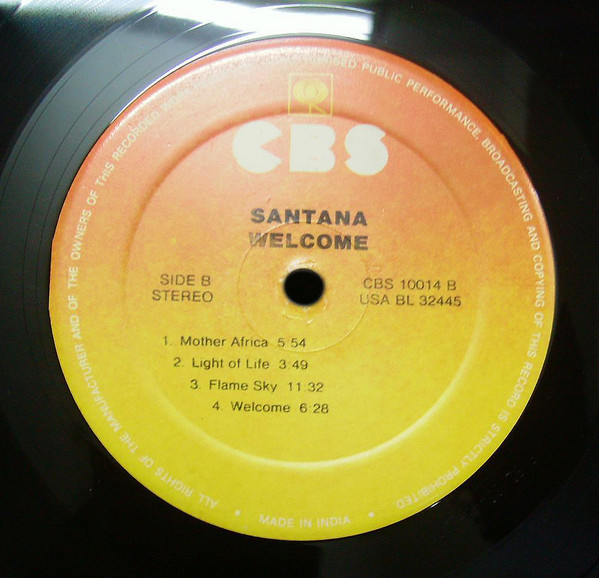 ALL RIGHTS OF THE MANUFACTURER AND OF THE OWNERS OF THIS RECORDED PUBLIC PERFORMANCE, BROADCASTING AND COPYING OF THIS RECORD IS STRICTLY PROHIBITED
CBS
SANTANA
WELCOME
SIDE B
STEREO
CBS 10014 B
USA BL 32445
1. Mother Africa 5:54
2. Light of Life 3:49
3. Flame Sky 11:32
4. Welcome 6:28
• MADE IN INDIA •